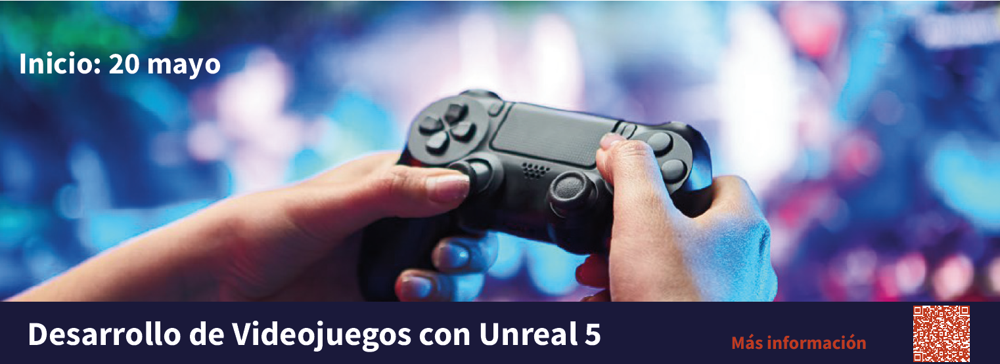 Inicio: 20 mayo
Desarrollo de Videojuegos con Unreal 5
Más información